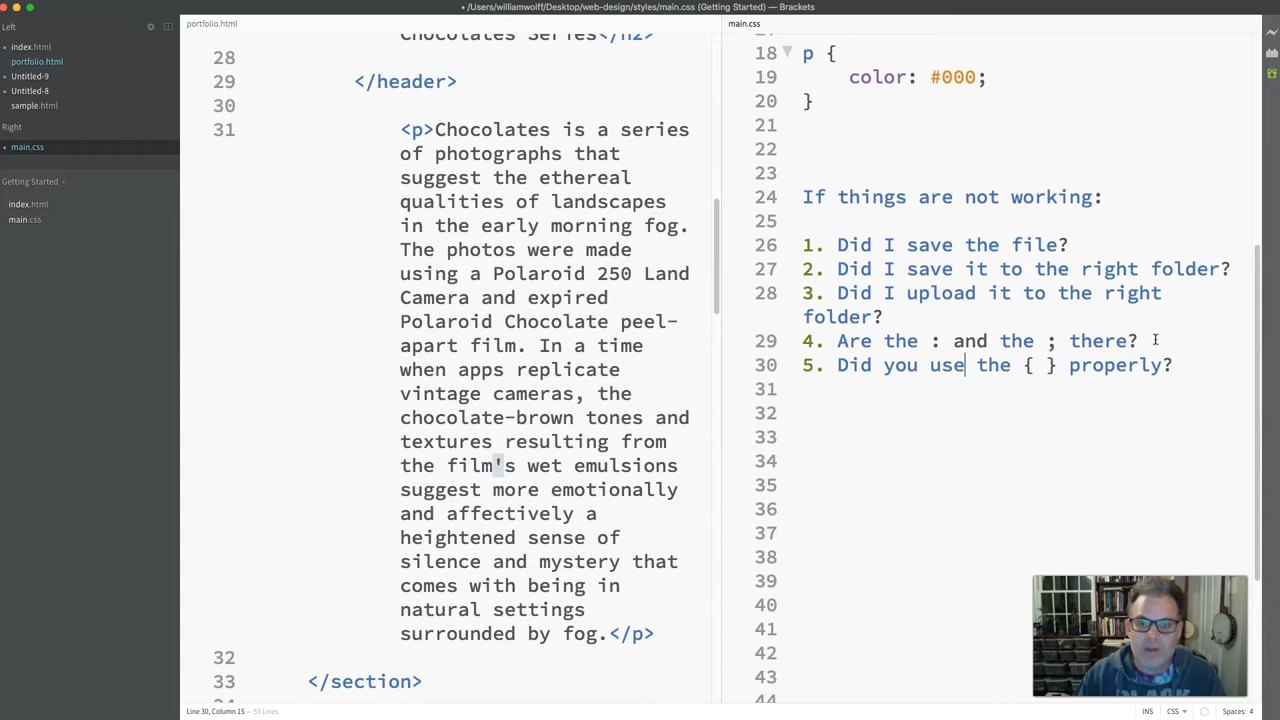 • /Users/williamwolff/Desktop/web-design/styles/main.css (Getting Started) — Brackets
Left
index.html
portfolio.html
Untitled-9
Untitled-8
sample.html
Right
main.css
Getting Started
index.html
main.css
portfolio.html
Chocolates Series</h2>
28
29 </header>
30
31 <p>Chocolates is a series
of photographs that
suggest the ethereal
qualities of landscapes
in the early morning fog.
The photos were made
using a Polaroid 250 Land
Camera and expired
Polaroid Chocolate peel-
apart film. In a time
when apps replicate
vintage cameras, the
chocolate-brown tones and
textures resulting from
the film's wet emulsions
suggest more emotionally
and affectively a
heightened sense of
silence and mystery that
comes with being in
natural settings
surrounded by fog.</p>
32
33 </section>
main.css
18 p {
19 color: #000;
20 }
21
22
23
24 If things are not working:
25
26 1. Did I save the file?
27 2. Did I save it to the right folder?
28 3. Did I upload it to the right
folder?
29 4. Are the : and the ; there?
30 5. Did you use the { } properly?
31
32
33
34
35
36
37
38
39
40
41
42
43
44
Line 30, Column 15 — 53 Lines
INS CSS Spaces: 4